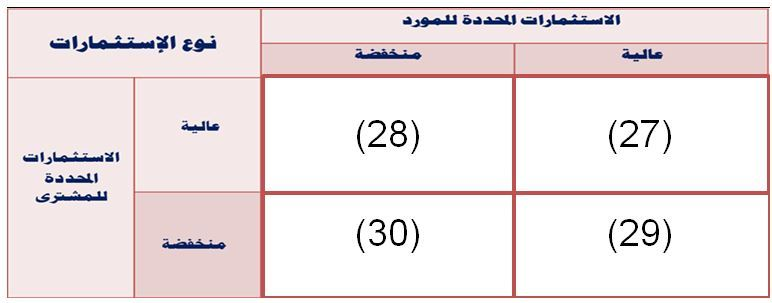 نوع الإستثمارات
الاستثمارات المحددة للمورد
عالية
منخفضة
الاستثمارات
المحددة
للمشترى
عالية
(27)
(28)
منخفضة
(29)
(30)